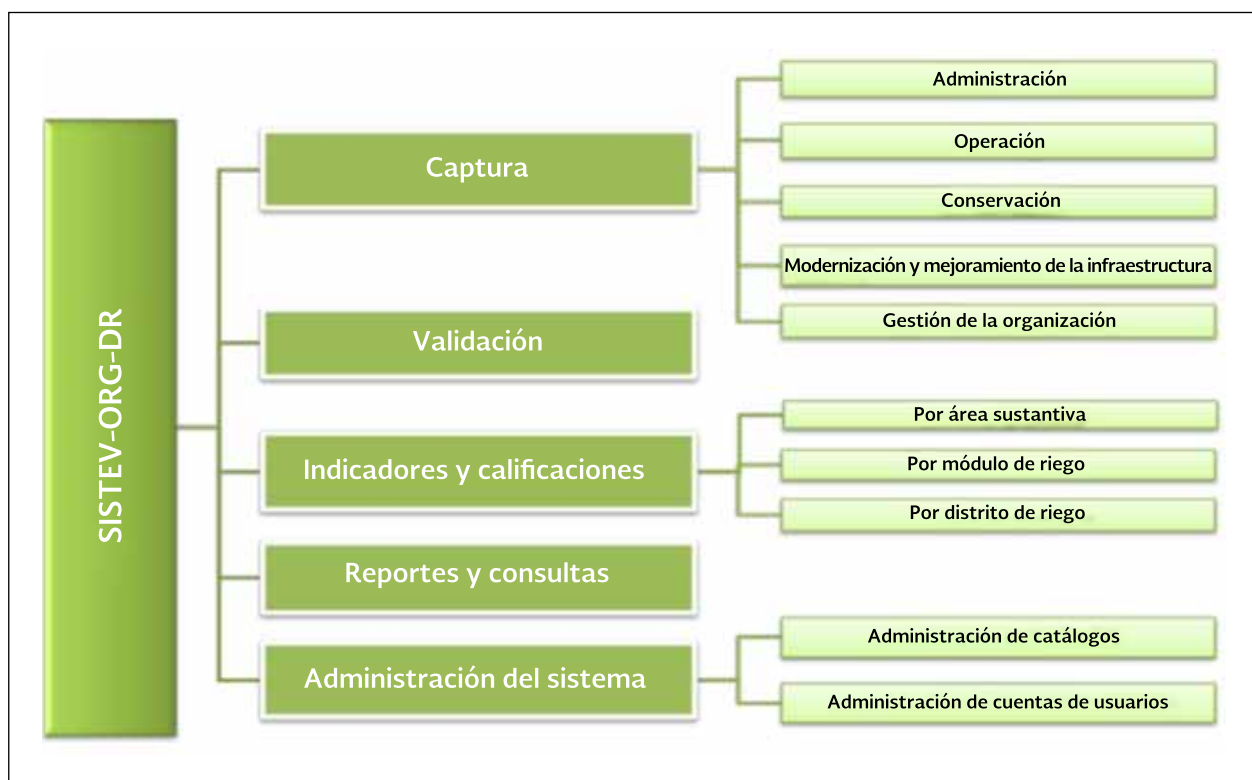 SISTEV-ORG-DR
Captura
Administración
Operación
Conservación
Modernización y mejoramiento de la infraestructura
Gestión de la organización
Validación
Indicadores y calificaciones
Por área sustantiva
Por módulo de riego
Por distrito de riego
Reportes y consultas
Administración del sistema
Administración de catálogos
Administración de cuentas de usuarios